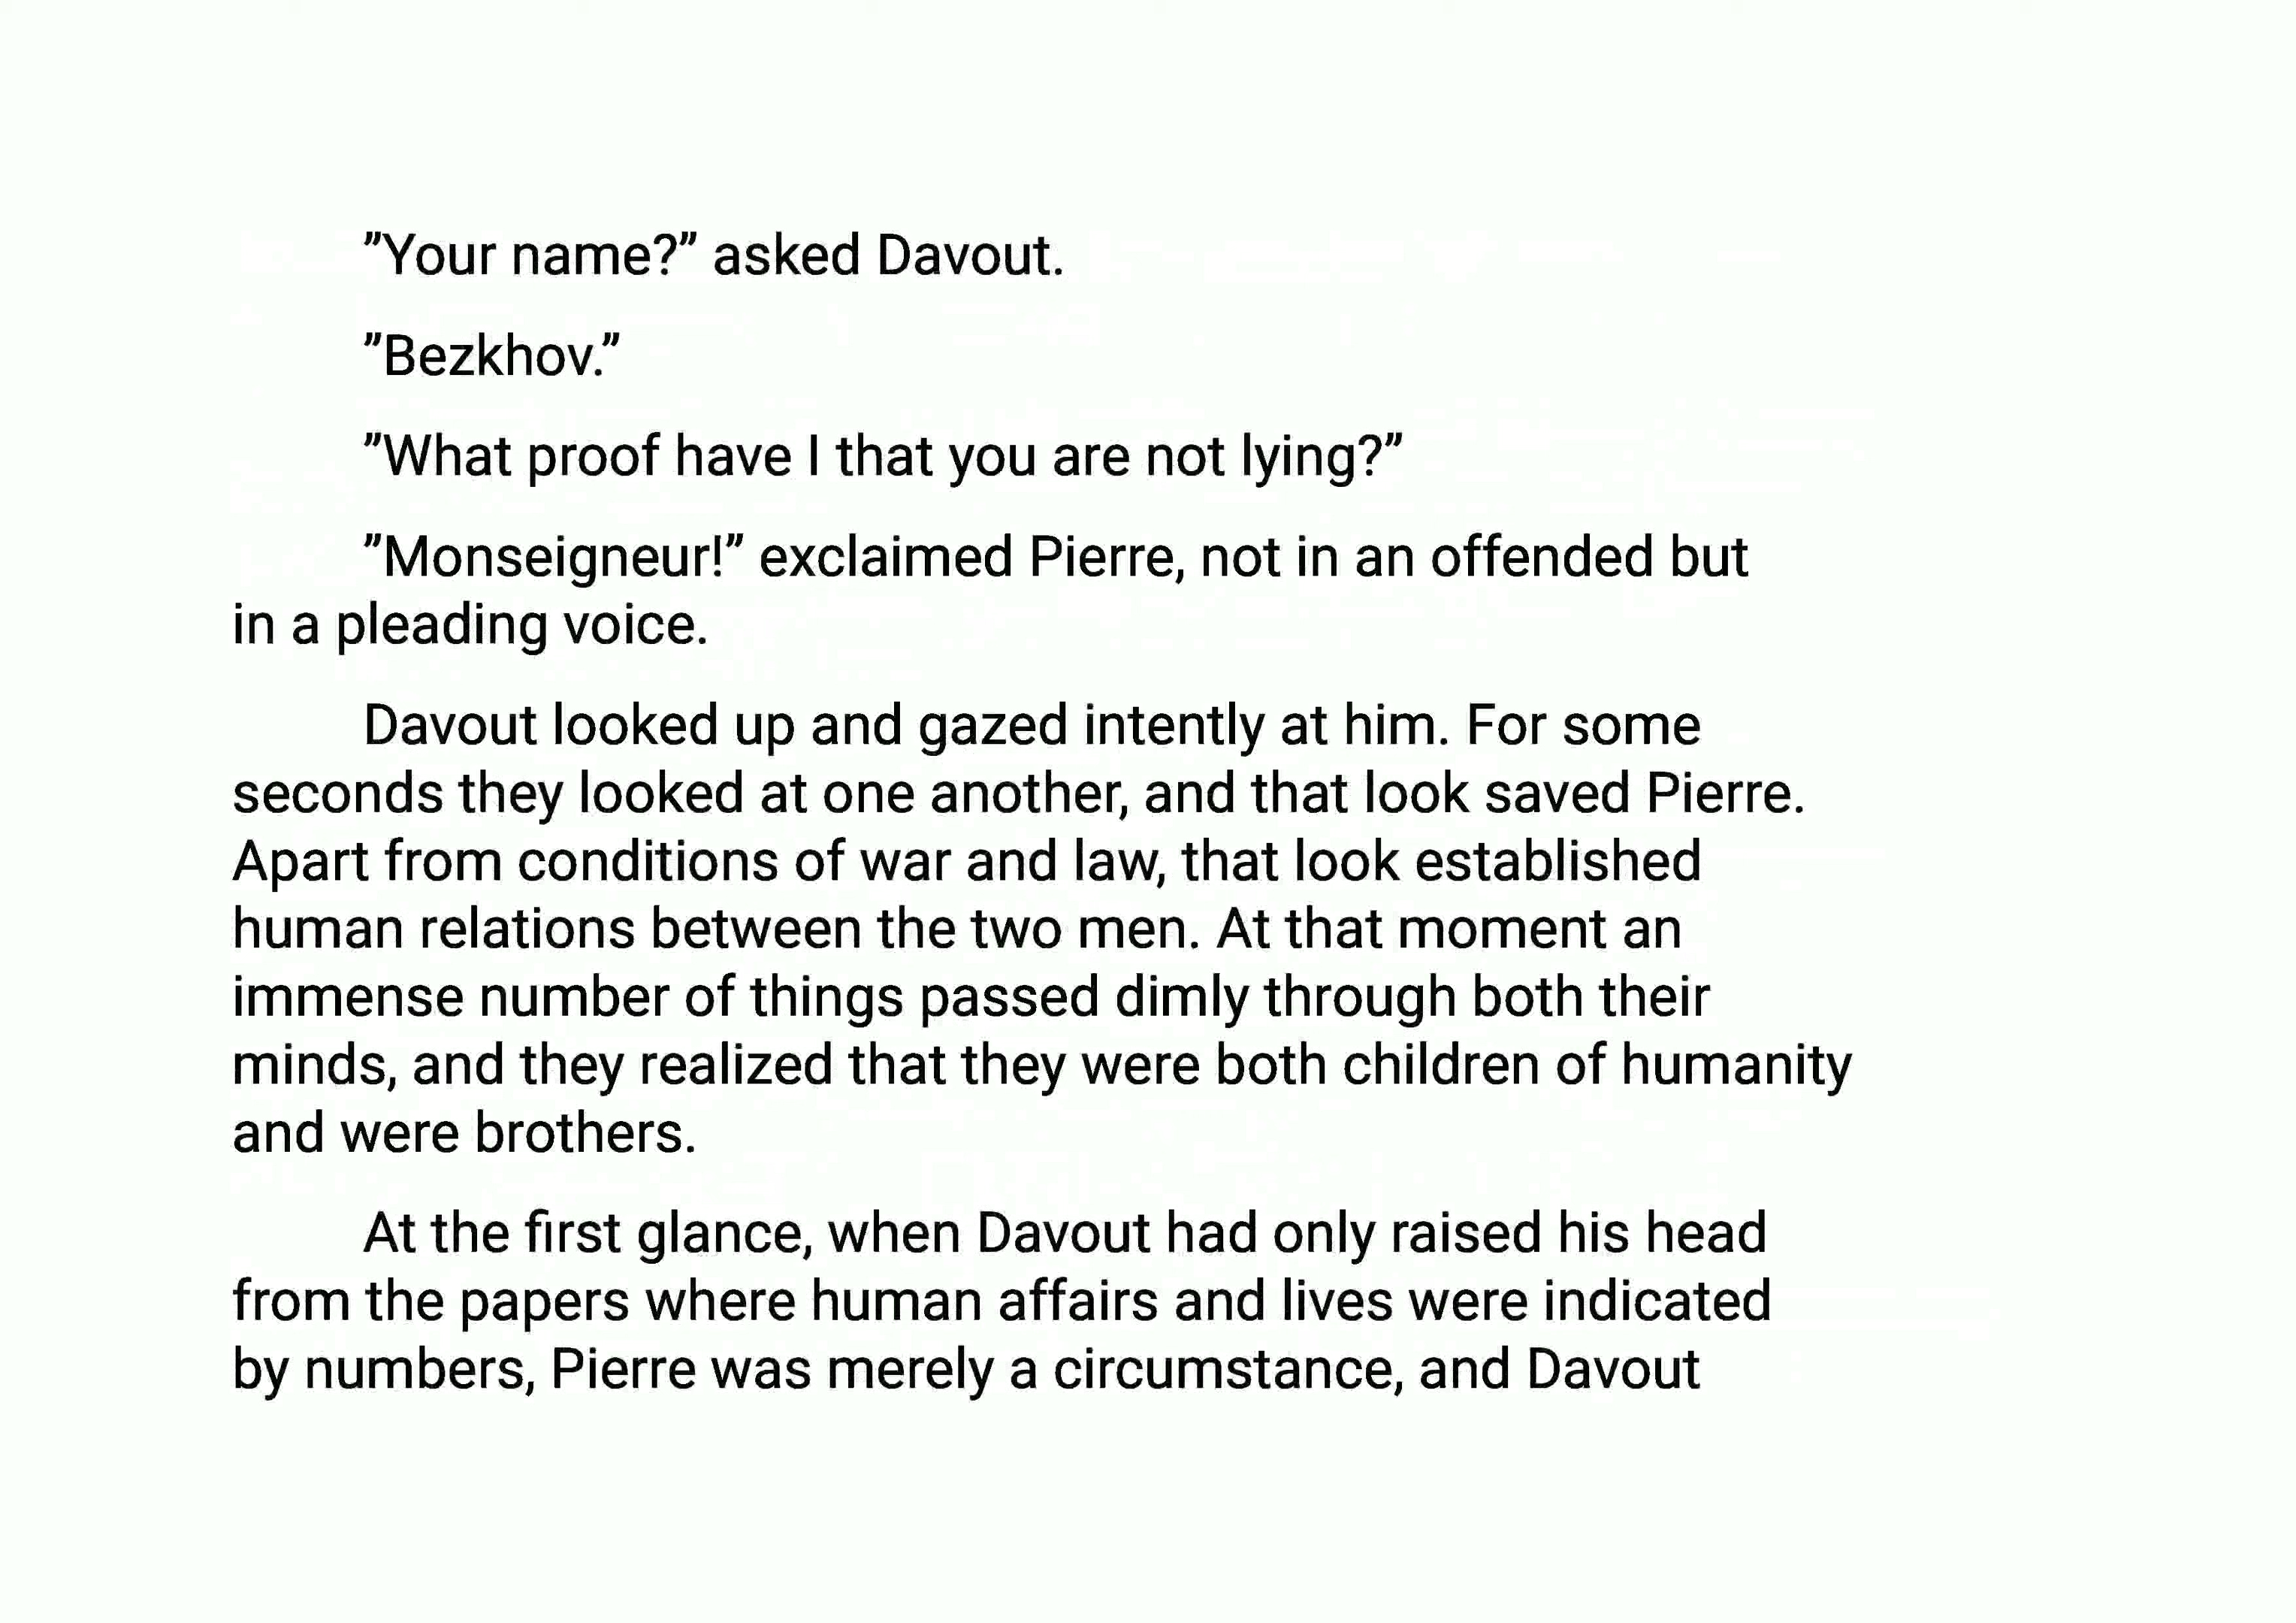 ”Your name?” asked Davout.
”Bezkhov.”
”What proof have I that you are not lying?”
”Monseigneur!” exclaimed Pierre, not in an offended but
in a pleading voice.
Davout looked up and gazed intently at him. For some
seconds they looked at one another, and that look saved Pierre.
Apart from conditions of war and law, that look established
human relations between the two men. At that moment an
immense number of things passed dimly through both their
minds, and they realized that they were both children of humanity
and were brothers.
At the first glance, when Davout had only raised his head
from the papers where human affairs and lives were indicated
by numbers, Pierre was merely a circumstance, and Davout